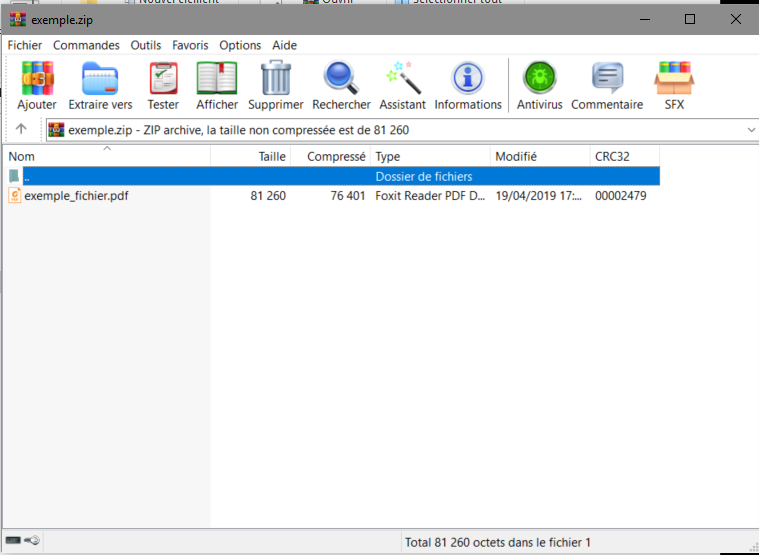 exemple.zip
Fichier Commandes Outils Favoris Options Aide
Ajouter Extraire vers Tester Afficher Supprimer Rechercher Assistant Informations Antivirus Commentaire SFX
exemple.zip - ZIP archive, la taille non compressée est de 81 260
Nom Taille Compressé Type Modifié CRC32
.. Dossier de fichiers
exemple_fichier.pdf 81 260 76 401 Foxit Reader PDF D... 19/04/2019 17:... 00002479
Total 81 260 octets dans le fichier 1